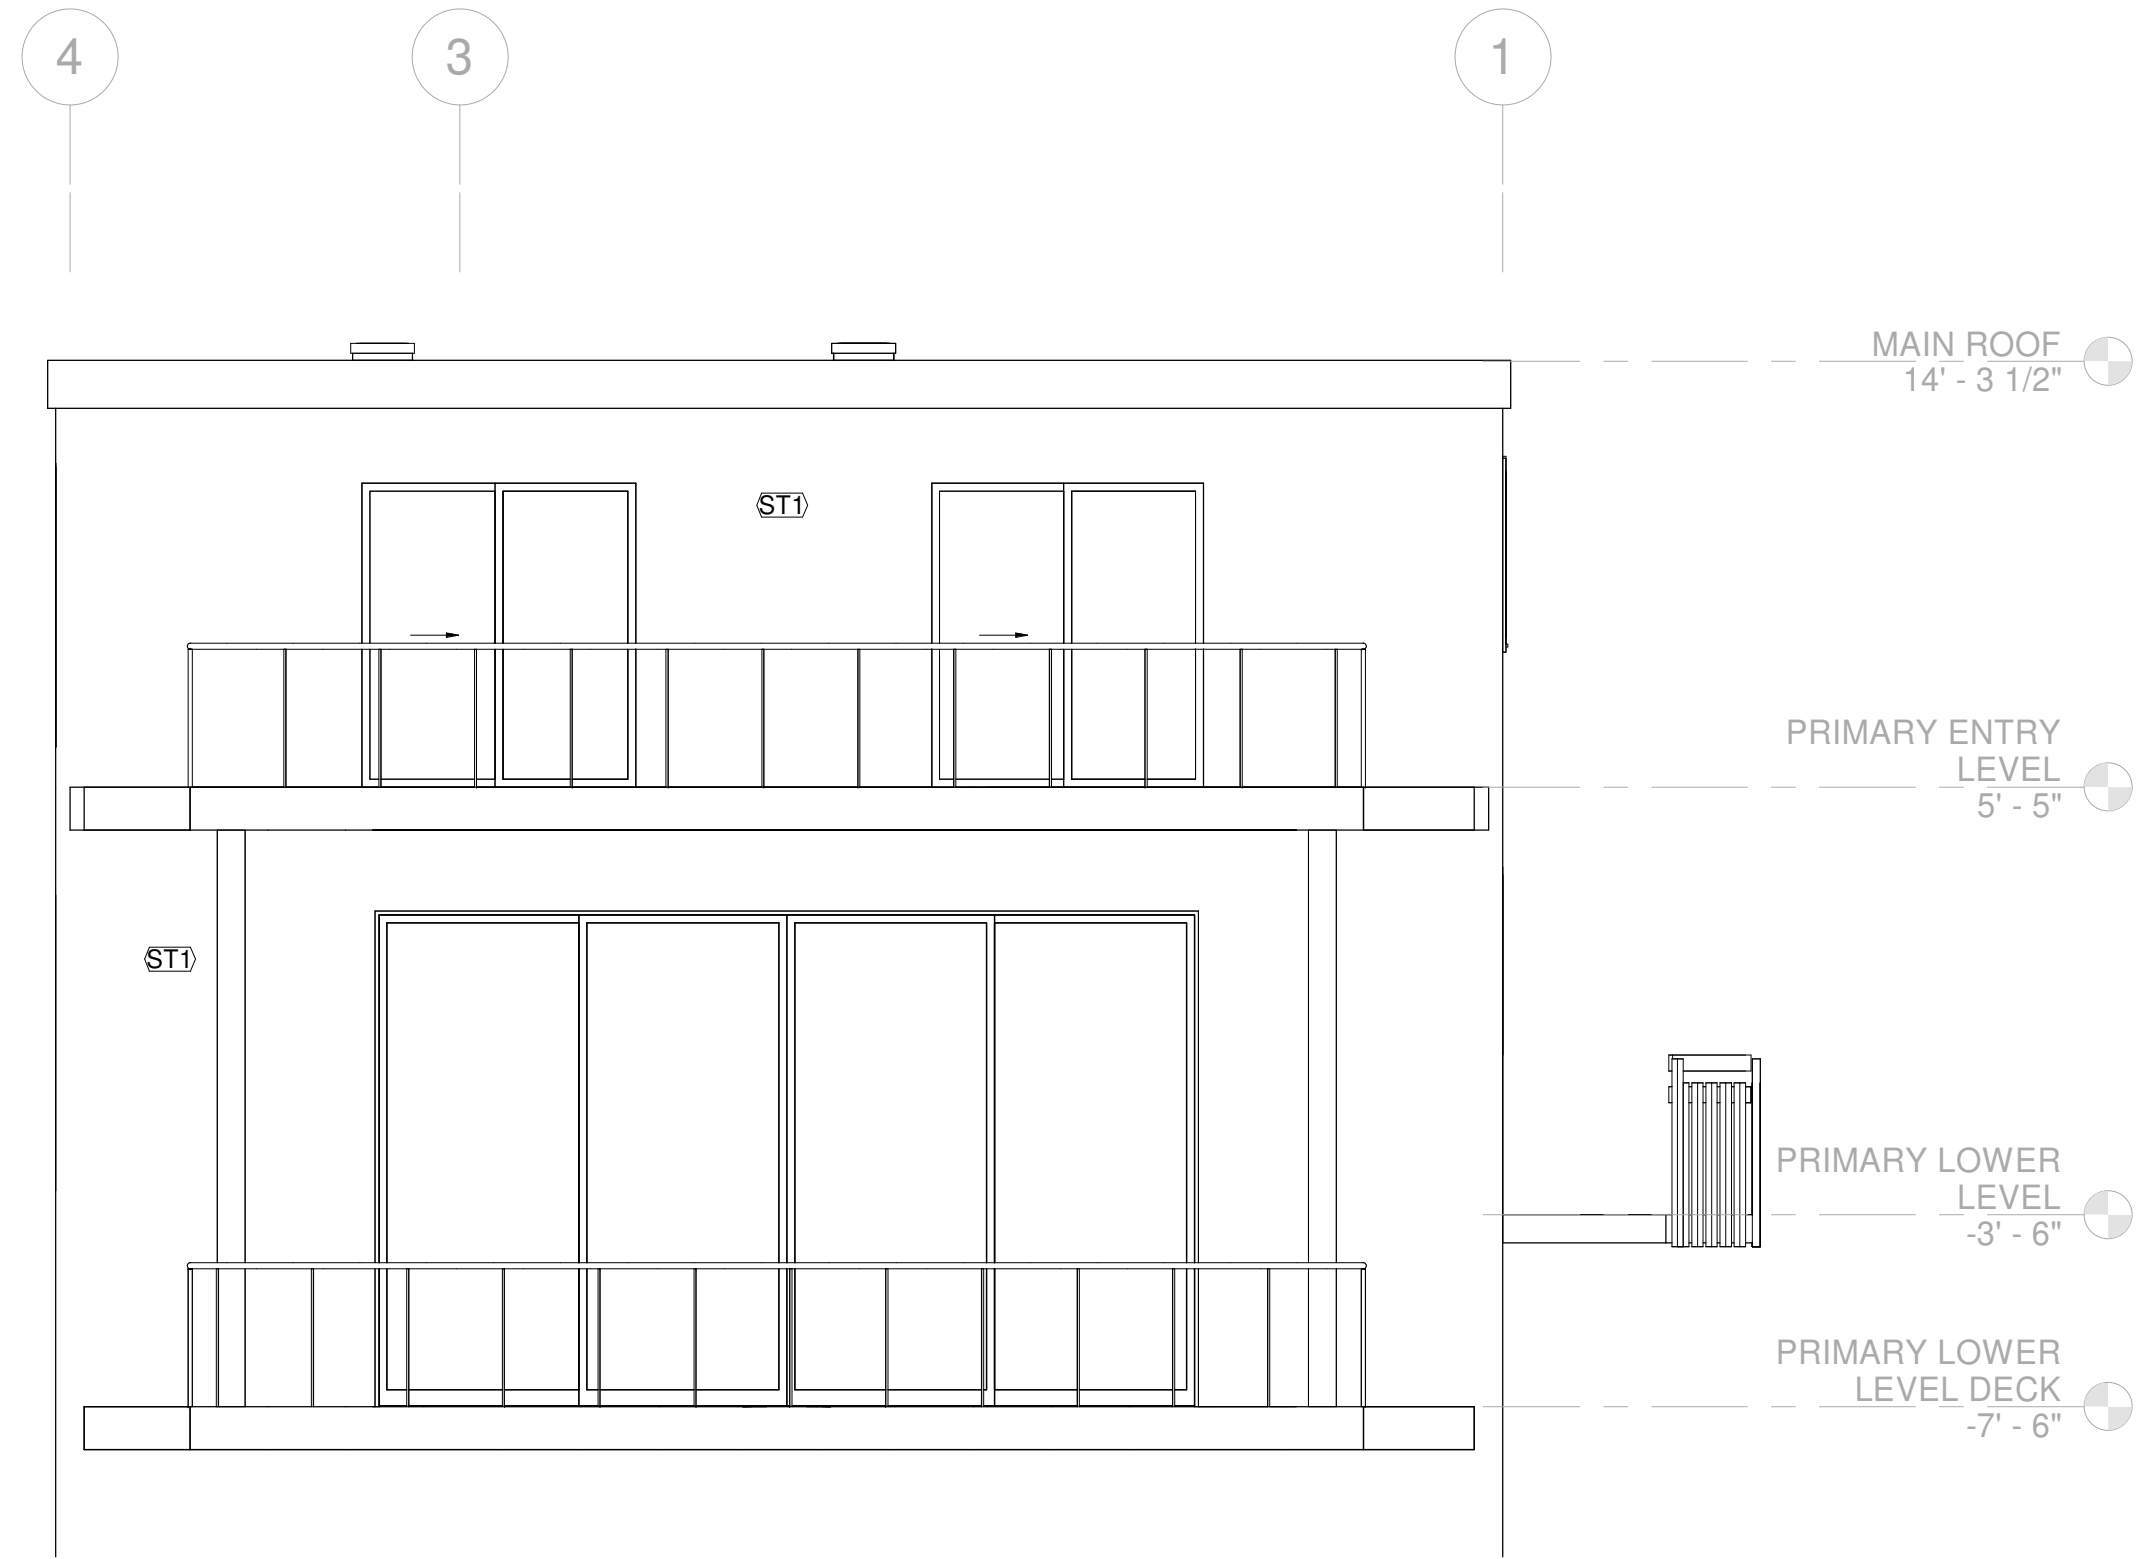 4
3
1
MAIN ROOF
14' - 3 1/2"
ST1
PRIMARY ENTRY
LEVEL
5' - 5"
ST1
PRIMARY LOWER
LEVEL
-3' - 6"
PRIMARY LOWER
LEVEL DECK
-7' - 6"